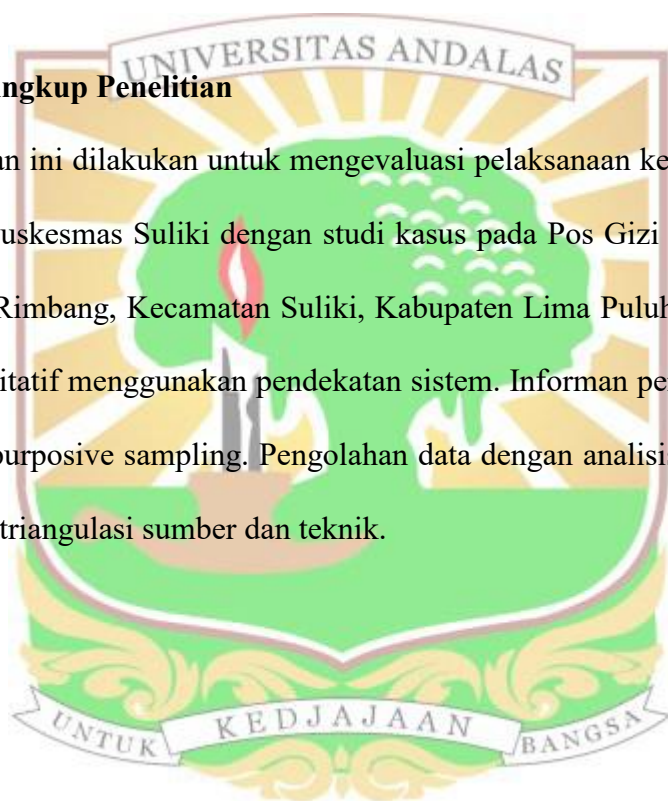 UNIVERSITAS ANDALAS
ingkup Penelitian
an ini dilakukan untuk mengevaluasi pelaksanaan ke
uskesmas Suliki dengan studi kasus pada Pos Gizi
Rimbang, Kecamatan Suliki, Kabupaten Lima Puluh
itatif menggunakan pendekatan sistem. Informan pe
purposive sampling. Pengolahan data dengan analisis
triangulasi sumber dan teknik.
UNTUK KEDJAJAAN BANGSA